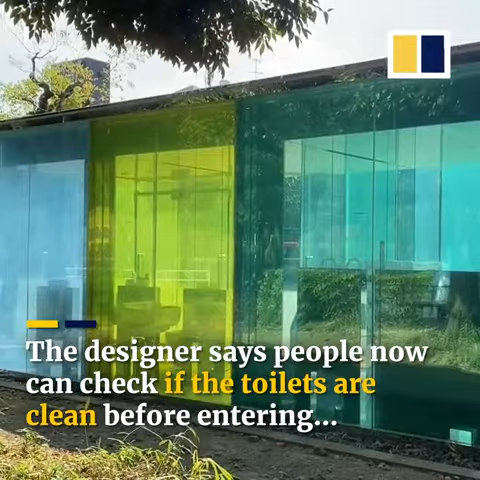 The designer says people now
can check if the toilets are
clean before entering...